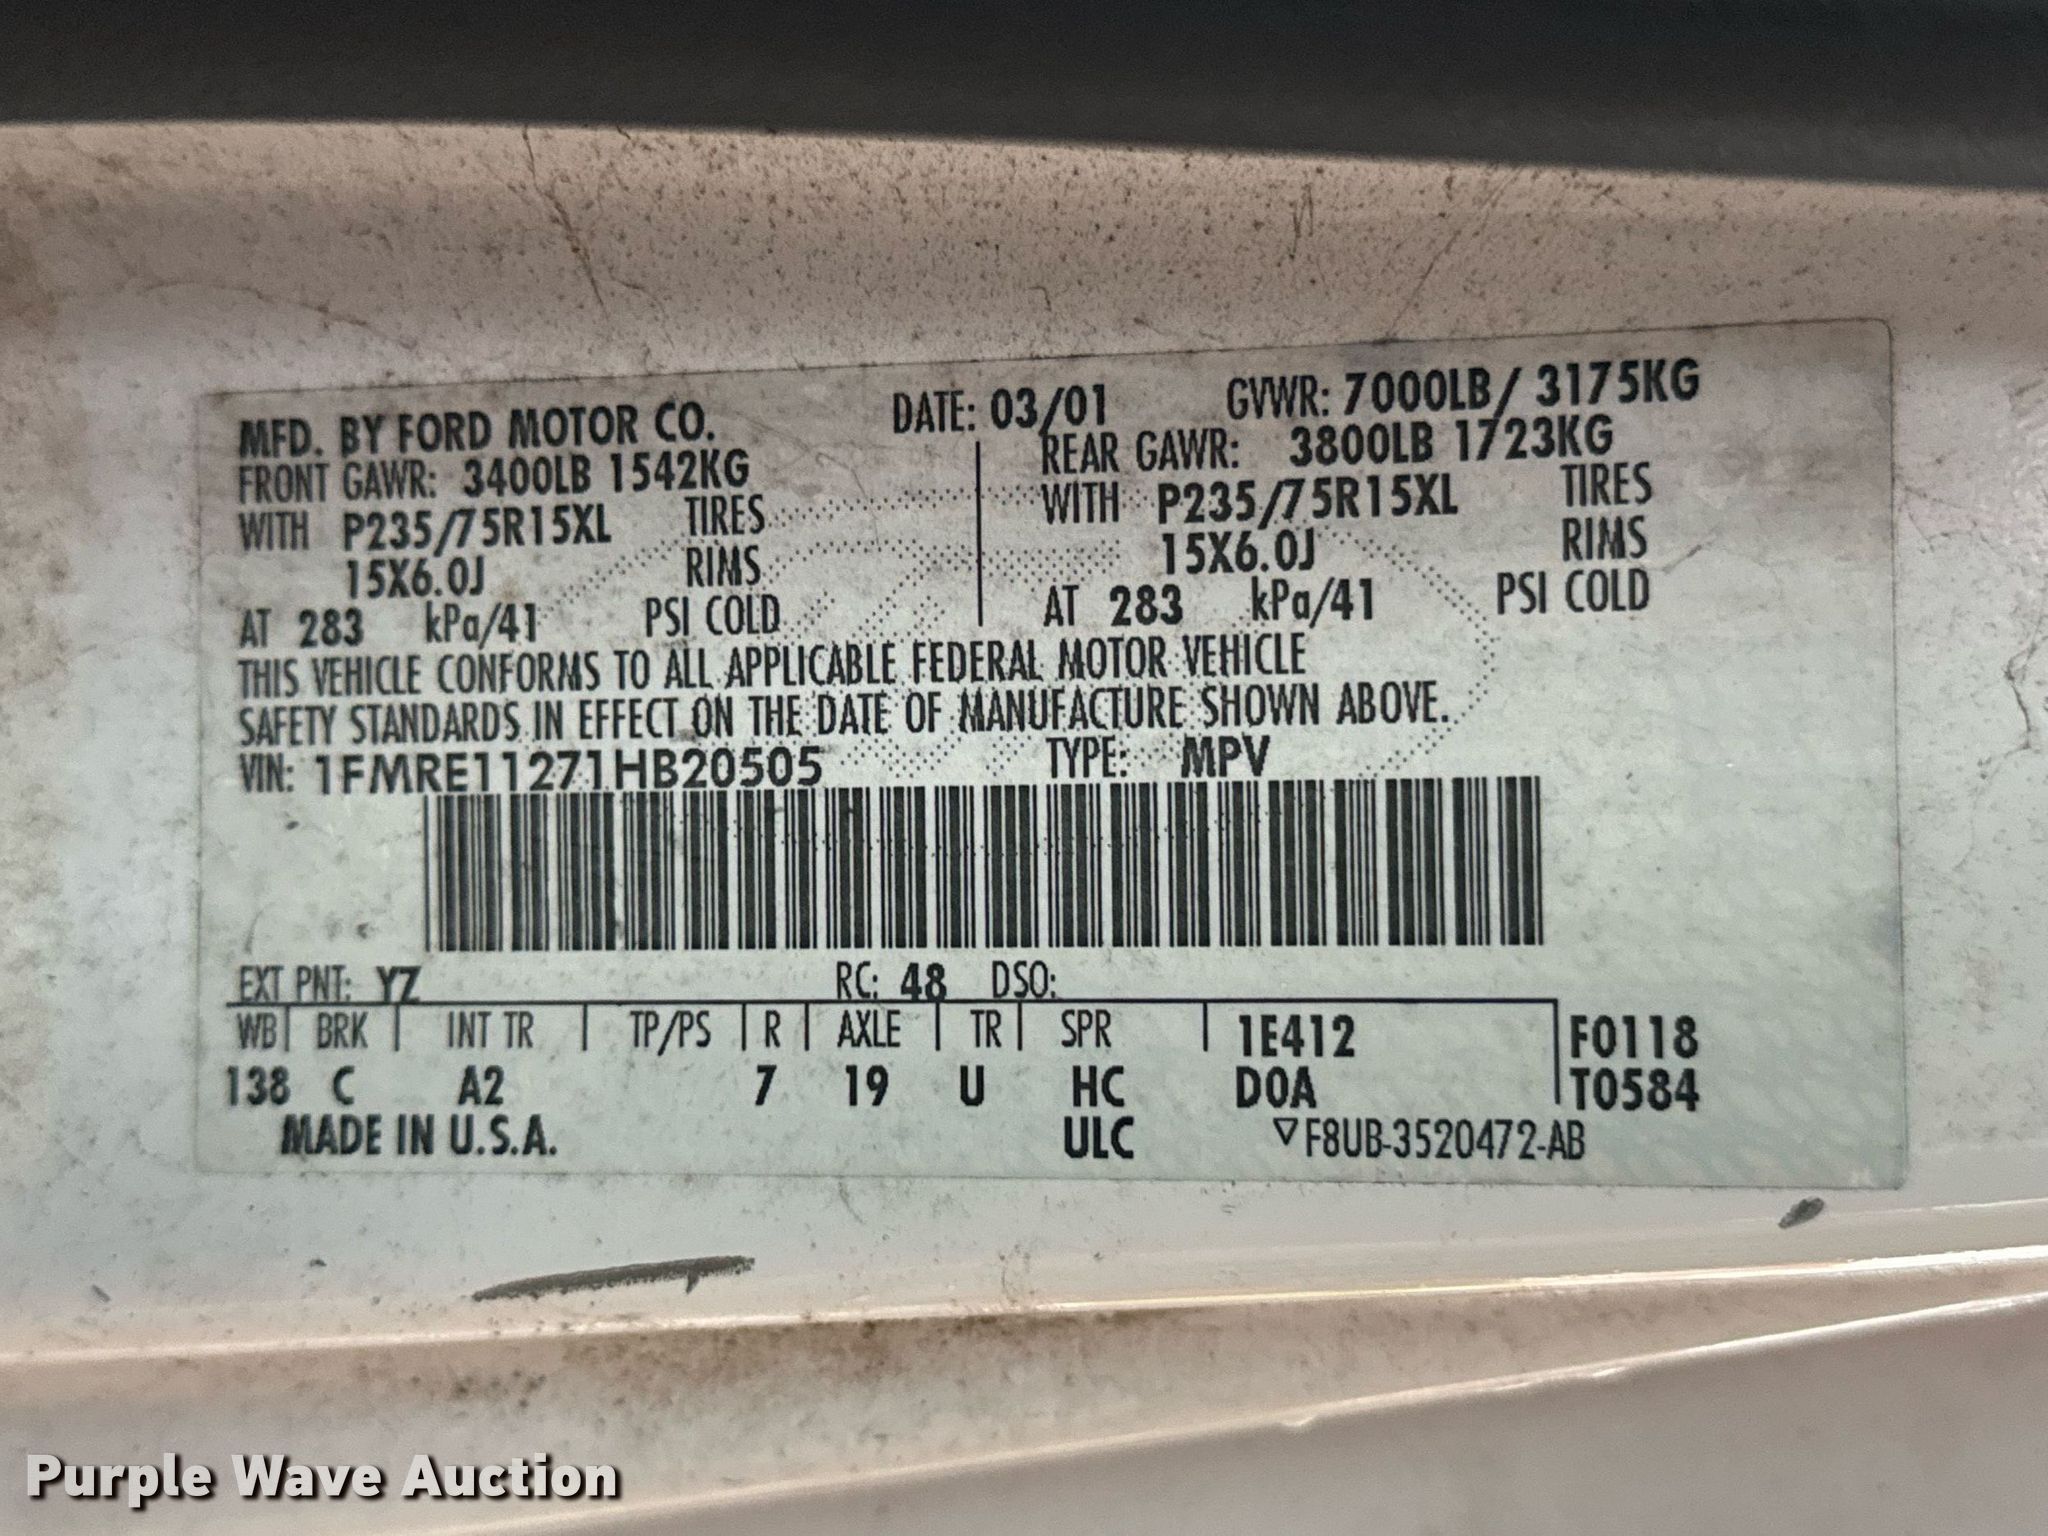 MFD. BY FORD MOTOR CO. DATE: 03/01 GVWR: 7000LB/ 3175KG
FRONT GAWR: 3400LB 1542KG REAR GAWR: 3800LB 1723KG
WITH P235/75R15XL TIRES WITH P235/75R15XL TIRES
15X6.0J RIMS 15X6.0J RIMS
AT 283 kPa/41 PSI COLD AT 283 kPa/41 PSI COLD
THIS VEHICLE CONFORMS TO ALL APPLICABLE FEDERAL MOTOR VEHICLE
SAFETY STANDARDS IN EFFECT ON THE DATE OF MANUFACTURE SHOWN ABOVE.
VIN: 1FMRE11271HB20505 TYPE: MPV
EXT PNT: YZ RC: 48 DSO:
WB BRK INT TR TP/PS R AXLE TR SPR 1E412 F0118
138 C A2 7 19 U HC D0A T0584
MADE IN U.S.A. ULC ▽F8UB-3520472-AB
Purple Wave Auction